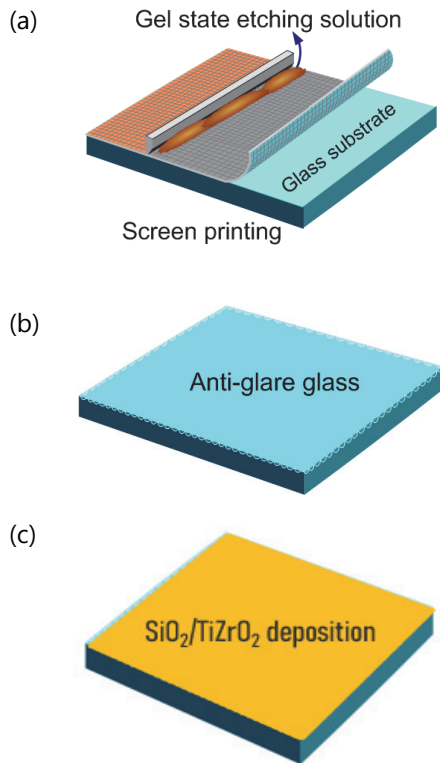 (a)
Gel state etching solution
Glass substrate
Screen printing
(b)
Anti-glare glass
(c)
SiO₂/TiZrO₂ deposition